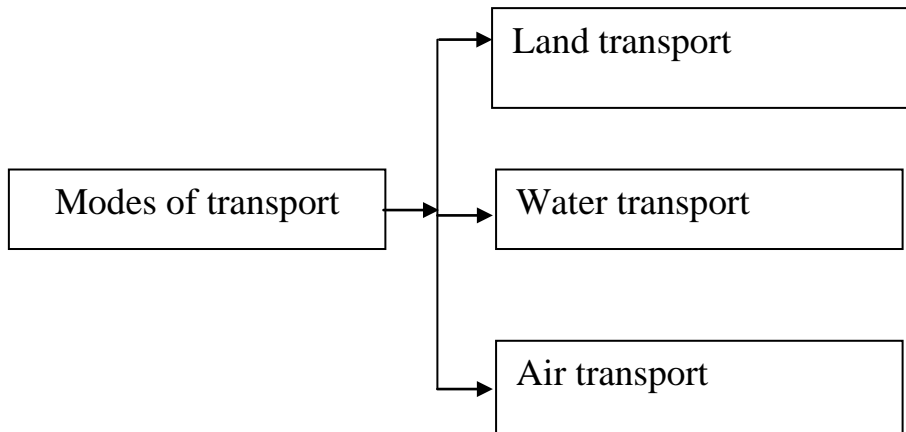 Land transport
Modes of transport
Water transport
Air transport